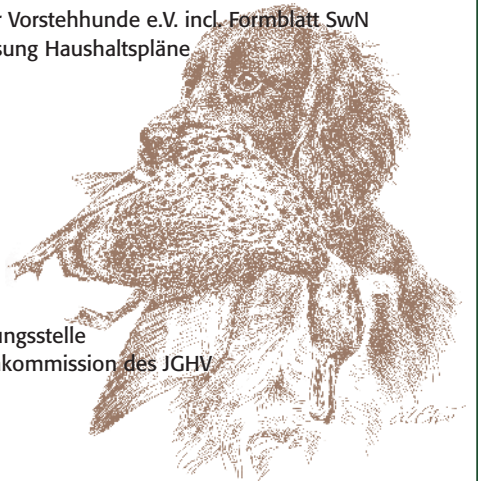 r Vorstehhunde e.V. incl. Formblatt SwN
sung Haushaltspläne
ungsstelle
kommission des JGHV